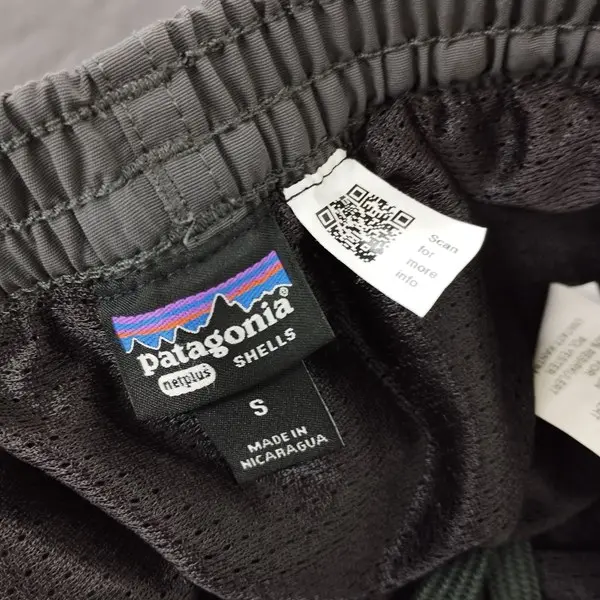 patagonia®
netplus®
SHELLS
S
MADE IN
NICARAGUA
Scan
for
more
info